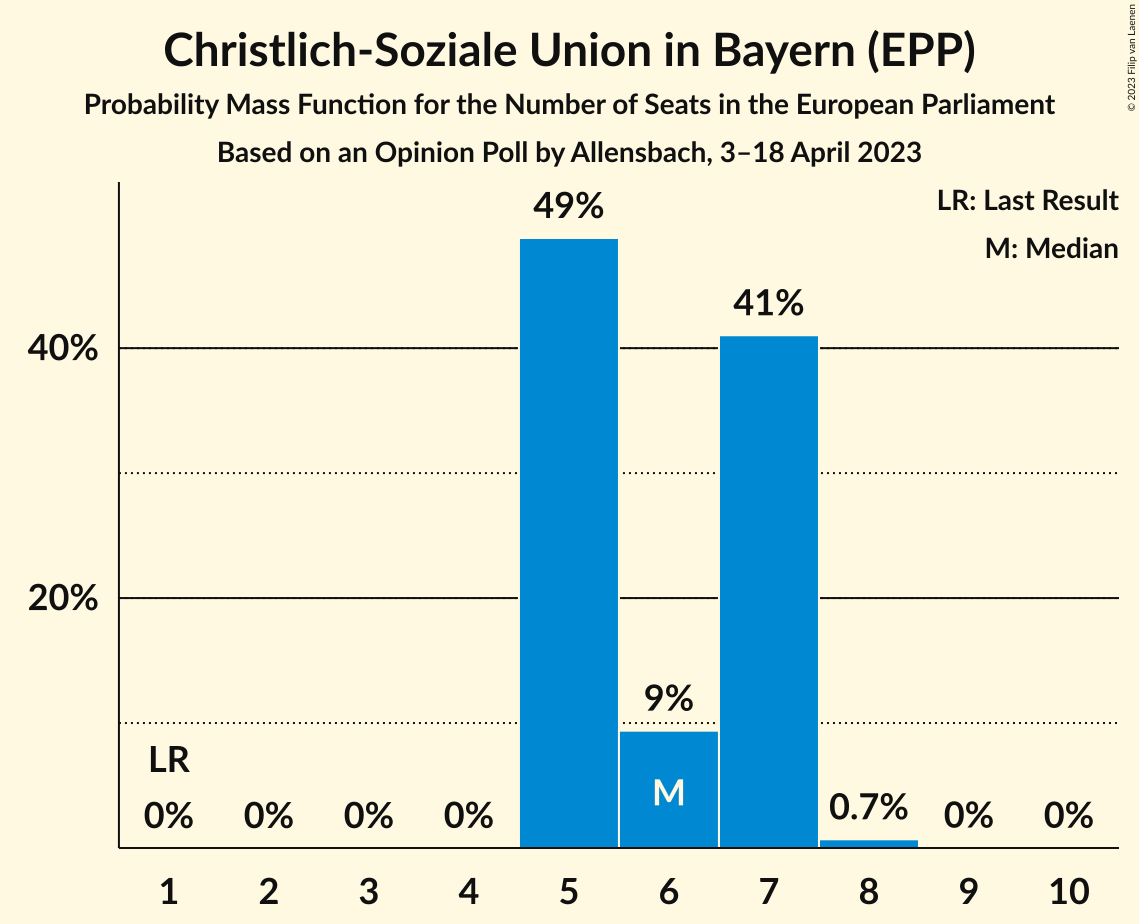 Christlich-Soziale Union in Bayern (EPP)
Probability Mass Function for the Number of Seats in the European Parliament
Based on an Opinion Poll by Allensbach, 3–18 April 2023
© 2023 Filip van Laenen
LR: Last Result
M: Median
49%
41%
40%
20%
9%
LR
M
0% 0% 0% 0% 0.7% 0% 0%
1 2 3 4 5 6 7 8 9 10